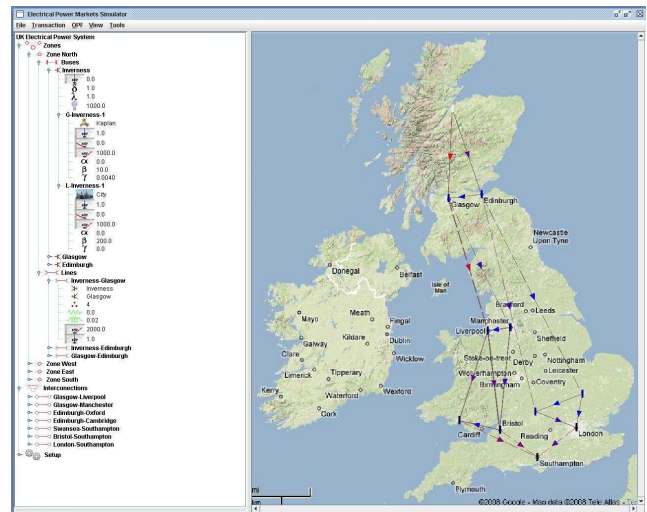 Electrical Power Markets Simulator
File Transaction OPF View Tools
UK Electrical Power System
Zones
Zone North
Buses
Inverness
0.0
1.0
1.0
1000.0
G-Inverness-1
Kaplan
1.0
0.0
1000.0
α 0.0
β 10.0
γ 0.0040
L-Inverness-1
City
1.0
0.0
1000.0
α 0.0
β 200.0
γ 0.0
Glasgow
Edinburgh
Lines
Inverness-Glasgow
Inverness
Glasgow
4
0.0
0.02
2000.0
1.0
Inverness-Edinburgh
Glasgow-Edinburgh
Zone West
Zone East
Zone South
Interconnections
Glasgow-Liverpool
Glasgow-Manchester
Edinburgh-Oxford
Edinburgh-Cambridge
Swansea-Southampton
Bristol-Southampton
London-Southampton
Setup
Glasgow
Edinburgh
Newcastle
Upon Tyne
Donegal
Belfast
Isle of
Man
Mayo
Meath
Fingal
Galway
Kildare
Dublin
Clare
Wicklow
Limerick
Tipperary
Kerry
Waterford
Wexford
Cork
Bradford
Leeds
Manchester
Liverpool
Sheffield
Stoke-on-trent
Derby
Nottingham
Wolverhampton
Leicester
Birmingham
Coventry
Cardiff
Bristol
Reading
London
Southampton
Plymouth
mi
km
©2008 Google - Map data ©2008 Tele Atlas - Te